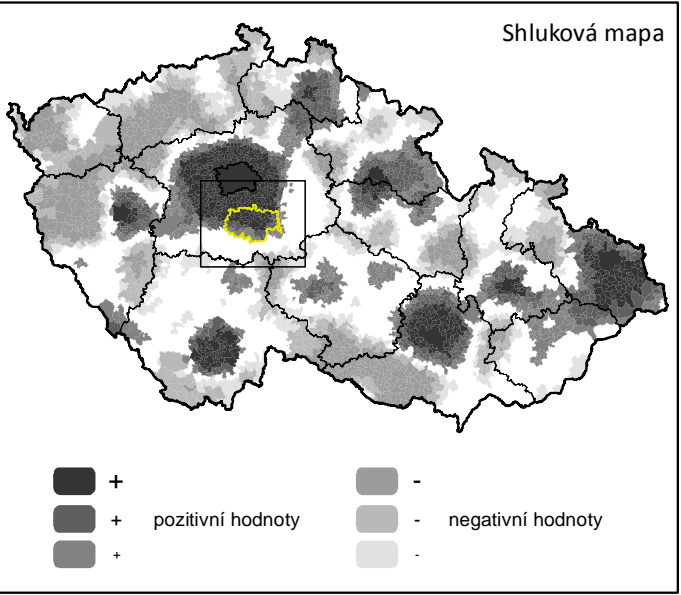 Shluková mapa
+ -
+ pozitivní hodnoty - negativní hodnoty
+ -